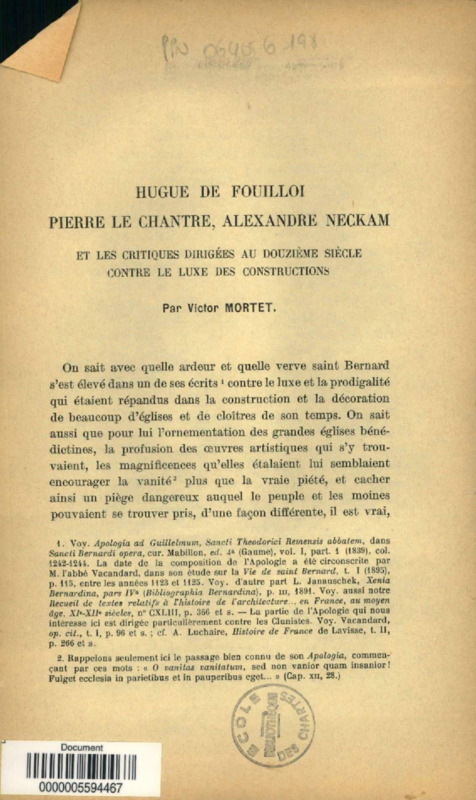 PPN
HUGUE DE FOUILLOI
PIERRE LE CHANTRE, ALEXANDRE NECKAM
ET LES CRITIQUES DIRIGÉES AU DOUZIÈME SIÈCLE
CONTRE LE LUXE DES CONSTRUCTIONS
Par Victor MORTET.
On sait avec quelle ardeur et quelle verve saint Bernard
s'est élevé dans un de ses écrits ¹ contre le luxe et la prodigalité
qui étaient répandus dans la construction et la décoration
de beaucoup d'églises et de cloîtres de son temps. On sait
aussi que pour lui l'ornementation des grandes églises béné-
dictines, la profusion des œuvres artistiques qui s'y trou-
vaient, les magnificences qu'elles étalaient lui semblaient
encourager la vanité ² plus que la vraie piété, et cacher
ainsi un piège dangereux auquel le peuple et les moines
pouvaient se trouver pris, d'une façon différente, il est vrai,
1. Voy. Apologia ad Guillelmum, Sancti Theodorici Remensis abbatem, dans
Sancti Bernardi opera, cur. Mabillon, ed. 4ª (Gaume), vol. I, part. 1 (1839), col.
1242-1244. La date de la composition de l'Apologie a été circonscrite par
M. l'abbé Vacandard, dans son étude sur la Vie de saint Bernard, t. I (1895),
p. 115, entre les années 1123 et 1125. Voy. d'autre part L. Janauschek, Xenia
Bernardina, pars IVª (Bibliographia Bernardina), p. III, 1891. Voy. aussi notre
Recueil de textes relatifs à l'histoire de l'architecture... en France, au moyen
âge. XIᵉ-XIIᵉ siècles, n° CXLIII, p. 366 et s. — La partie de l'Apologie qui nous
intéresse ici est dirigée particulièrement contre les Clunistes. Voy. Vacandard,
op. cit., t. I, p. 96 et s. ; cf. A. Luchaire, Histoire de France de Lavisse, t. II,
p. 266 et s.
2. Rappelons seulement ici le passage bien connu de son Apologia, commen-
çant par ces mots : « O vanitas vanitatum, sed non vanior quam insanior !
Fulget ecclesia in parietibus et in pauperibus eget... » (Cap. XII, 28.)
ECOLE DES CHARTES
BIBLIOTHÈQUE
Document
0000005594467